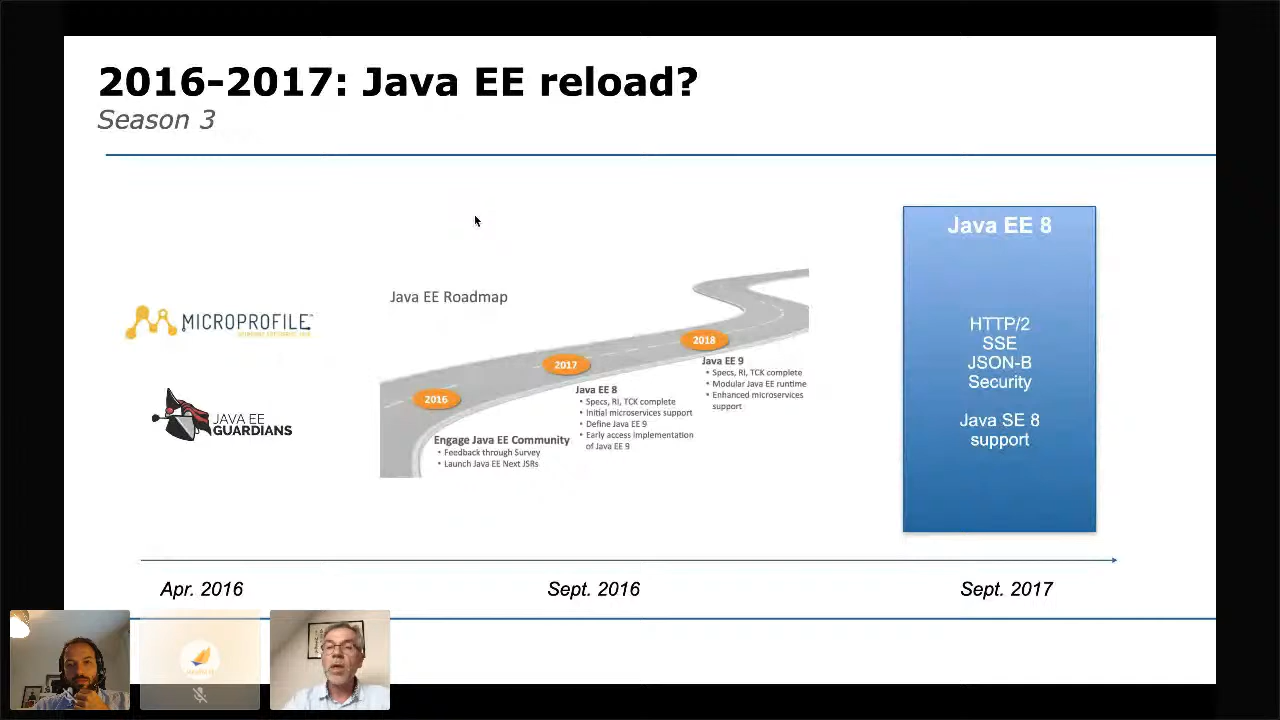 2016-2017: Java EE reload?
Season 3
MICROPROFILE™
JAVA EE
GUARDIANS
Java EE Roadmap
2016
Engage Java EE Community
• Feedback through Survey
• Launch Java EE Next JSRs
2017
Java EE 8
• Specs, RI, TCK complete
• Initial microservices support
• Define Java EE 9
• Early access implementation
of Java EE 9
2018
Java EE 9
• Specs, RI, TCK complete
• Modular Java EE runtime
• Enhanced microservices
support
Java EE 8
HTTP/2
SSE
JSON-B
Security
Java SE 8
support
Apr. 2016
Sept. 2016
Sept. 2017